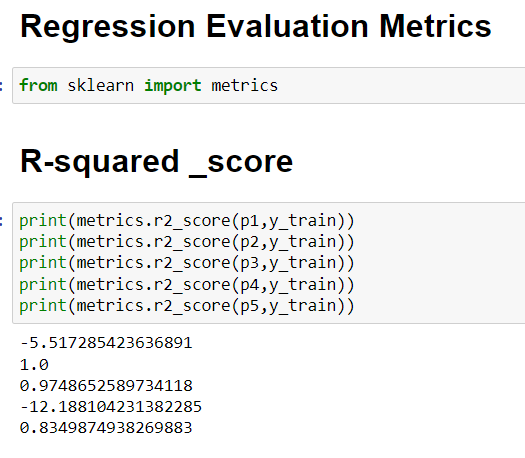 Regression Evaluation Metrics
: from sklearn import metrics
R-squared _score
: print(metrics.r2_score(p1,y_train))
print(metrics.r2_score(p2,y_train))
print(metrics.r2_score(p3,y_train))
print(metrics.r2_score(p4,y_train))
print(metrics.r2_score(p5,y_train))
-5.517285423636891
1.0
0.9748652589734118
-12.188104231382285
0.8349874938269883